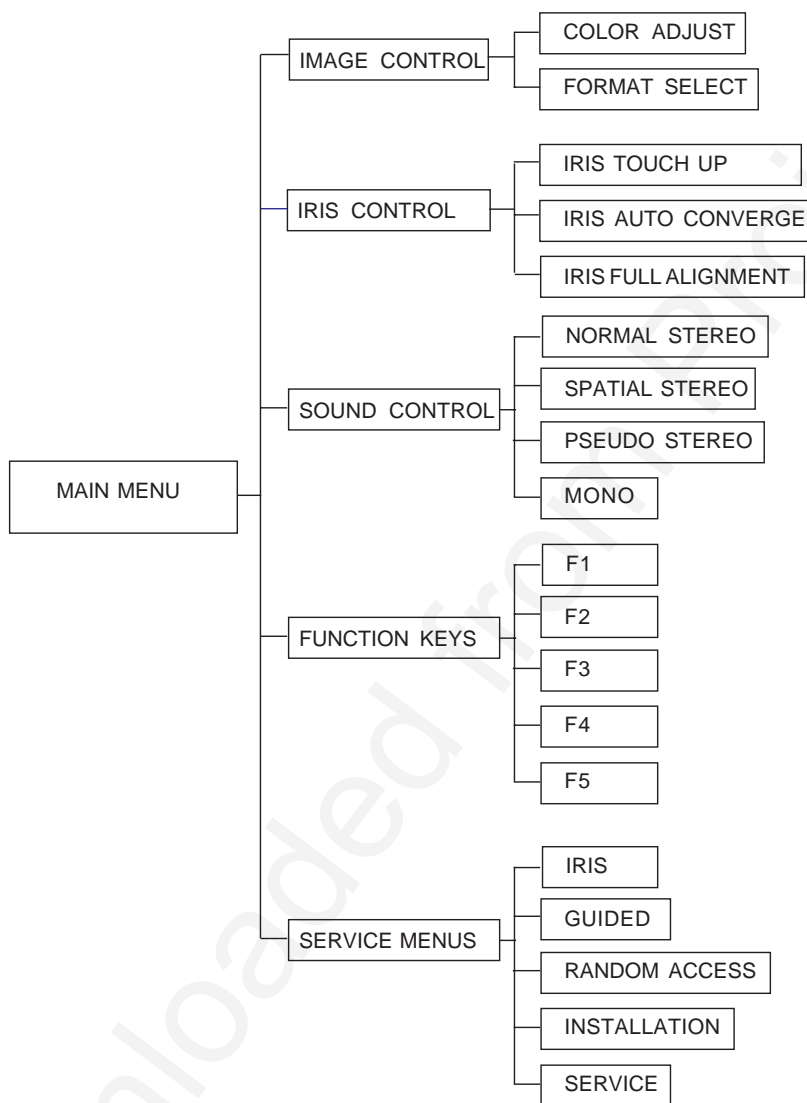 MAIN MENU
IMAGE CONTROL
COLOR ADJUST
FORMAT SELECT
IRIS CONTROL
IRIS TOUCH UP
IRIS AUTO CONVERGE
IRIS FULL ALIGNMENT
SOUND CONTROL
NORMAL STEREO
SPATIAL STEREO
PSEUDO STEREO
MONO
FUNCTION KEYS
F1
F2
F3
F4
F5
SERVICE MENUS
IRIS
GUIDED
RANDOM ACCESS
INSTALLATION
SERVICE
from